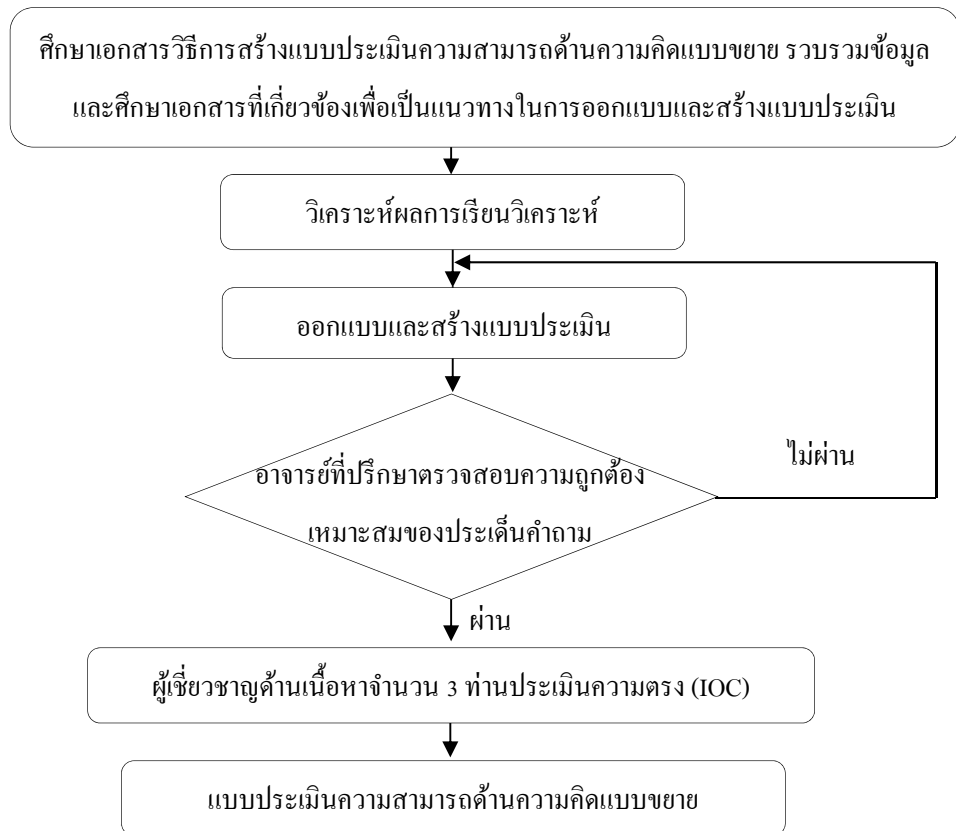 ศึกษาเอกสารวิธีการสร้างแบบประเมินความสามารถด้านความคิดแบบขยาย รวบรวมข้อมูล
และศึกษาเอกสารที่เกี่ยวข้องเพื่อเป็นแนวทางในการออกแบบและสร้างแบบประเมิน
วิเคราะห์ผลการเรียนวิเคราะห์
ออกแบบและสร้างแบบประเมิน
ไม่ผ่าน
อาจารย์ที่ปรึกษาตรวจสอบความถูกต้อง
เหมาะสมของประเด็นคำถาม
ผ่าน
ผู้เชี่ยวชาญด้านเนื้อหาจำนวน 3 ท่านประเมินความตรง (IOC)
แบบประเมินความสามารถด้านความคิดแบบขยาย